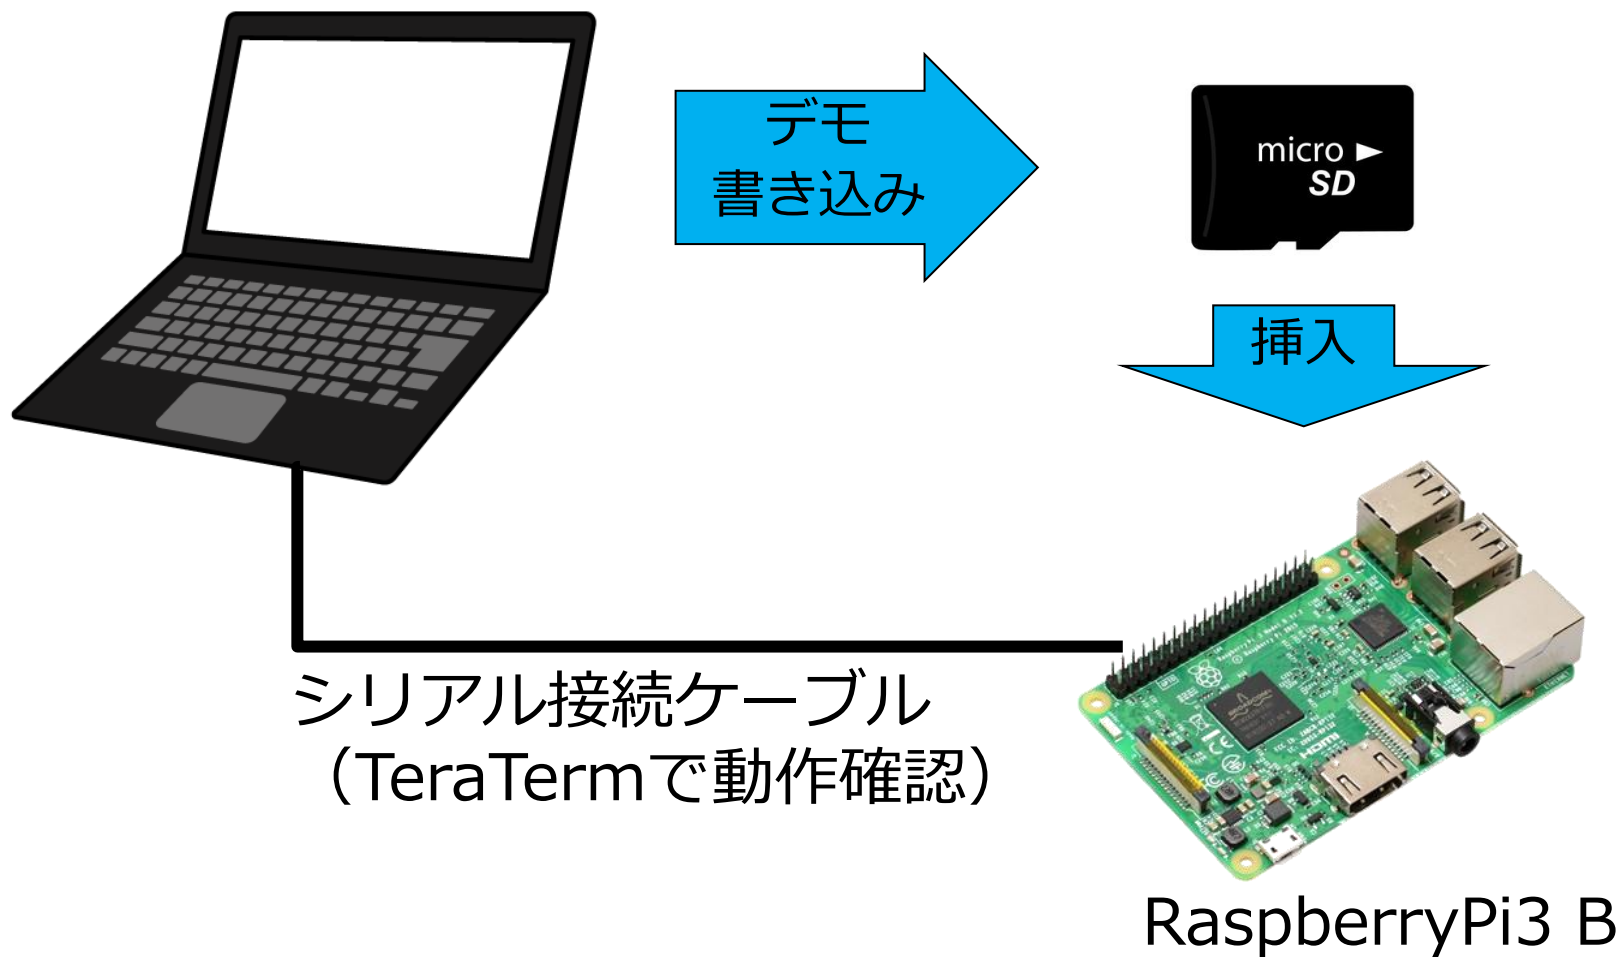 デモ
書き込み
micro
SD
挿入
シリアル接続ケーブル
（TeraTermで動作確認）
RaspberryPi3 B